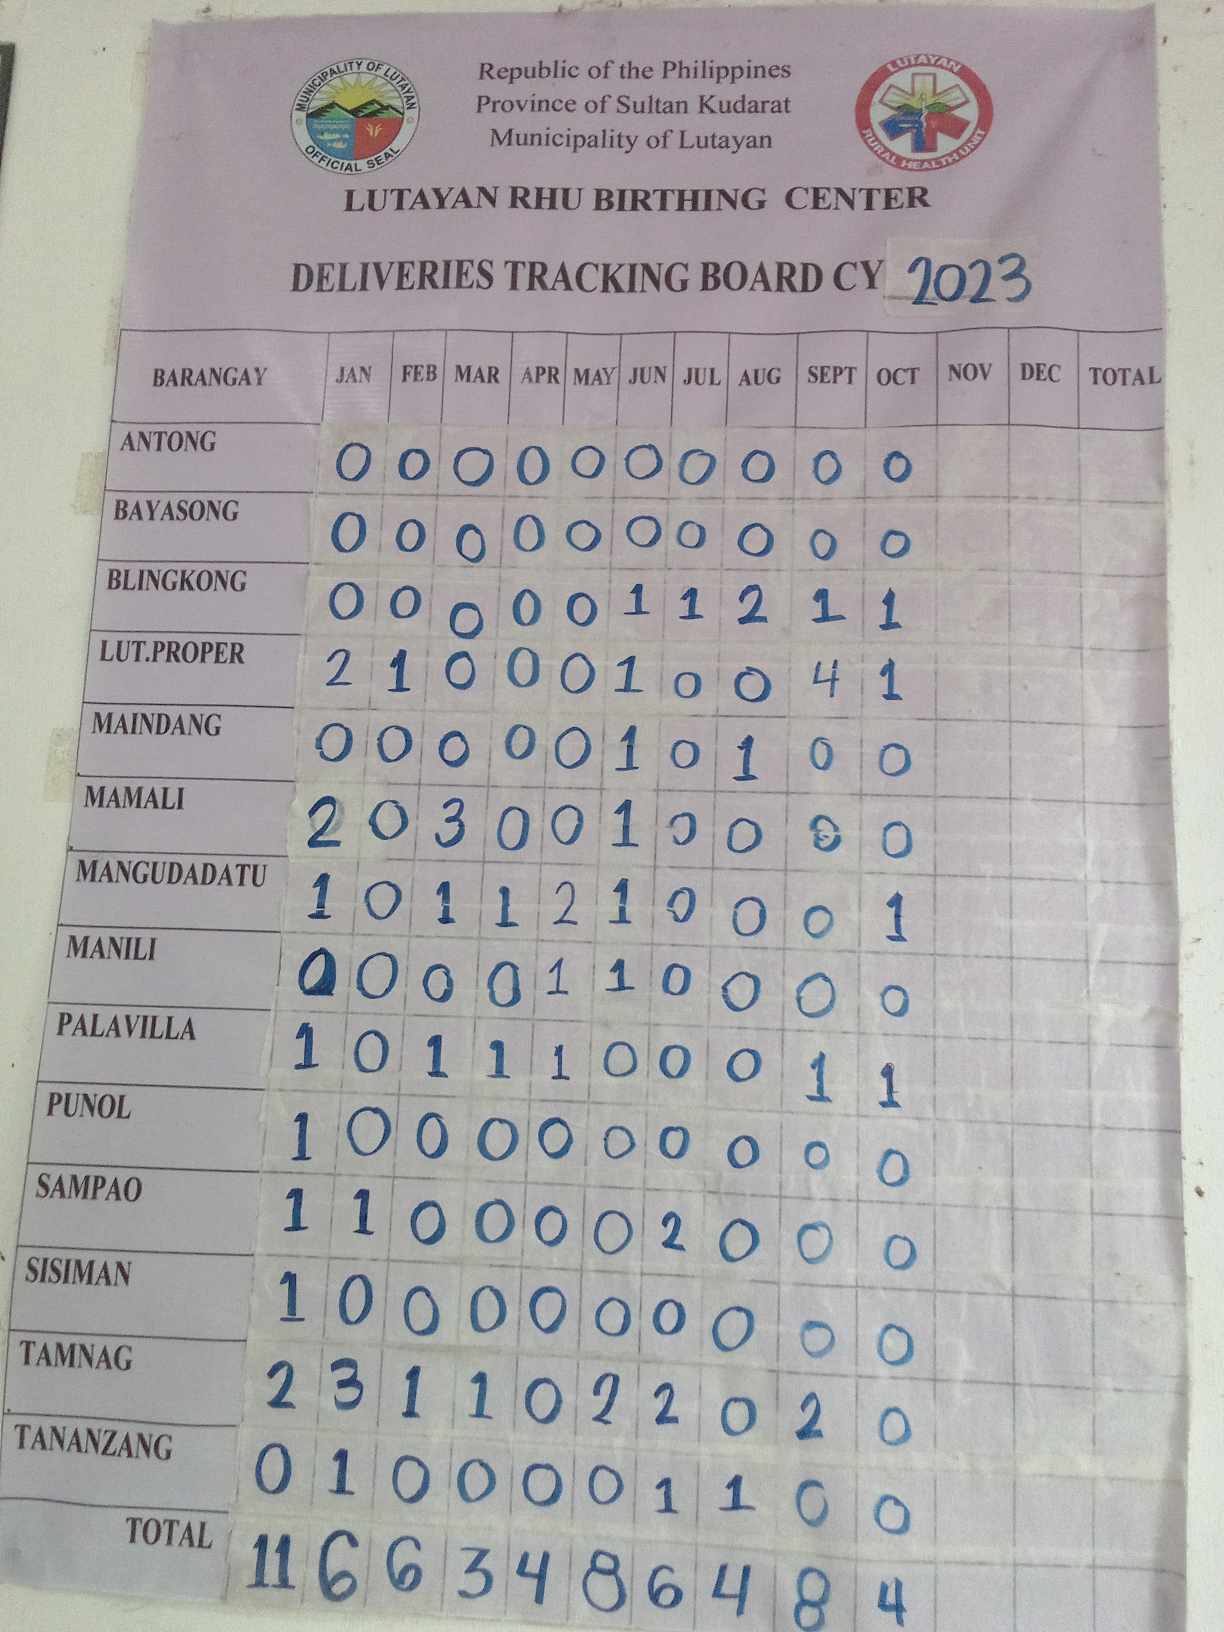 MUNICIPALITY OF LUTAYAN
OFFICIAL SEAL
Republic of the Philippines
Province of Sultan Kudarat
Municipality of Lutayan
LUTAYAN
RURAL HEALTH UNIT
LUTAYAN RHU BIRTHING CENTER
DELIVERIES TRACKING BOARD CY 2023
BARANGAY JAN FEB MAR APR MAY JUN JUL AUG SEPT OCT NOV DEC TOTAL
ANTONG 0 0 0 0 0 0 0 0 0 0
BAYASONG 0 0 0 0 0 0 0 0 0 0
BLINGKONG 0 0 0 0 0 1 1 2 1 1
LUT.PROPER 2 1 0 0 0 1 0 0 4 1
MAINDANG 0 0 0 0 0 1 0 1 0 0
MAMALI 2 0 3 0 0 1 0 0 0 0
MANGUDADATU 1 0 1 1 2 1 0 0 0 1
MANILI 0 0 0 0 1 1 0 0 0 0
PALAVILLA 1 0 1 1 1 0 0 0 1 1
PUNOL 1 0 0 0 0 0 0 0 0 0
SAMPAO 1 1 0 0 0 0 2 0 0 0
SISIMAN 1 0 0 0 0 0 0 0 0 0
TAMNAG 2 3 1 1 0 2 2 0 2 0
TANANZANG 0 1 0 0 0 0 1 1 0 0
TOTAL 11 6 6 3 4 8 6 4 8 4